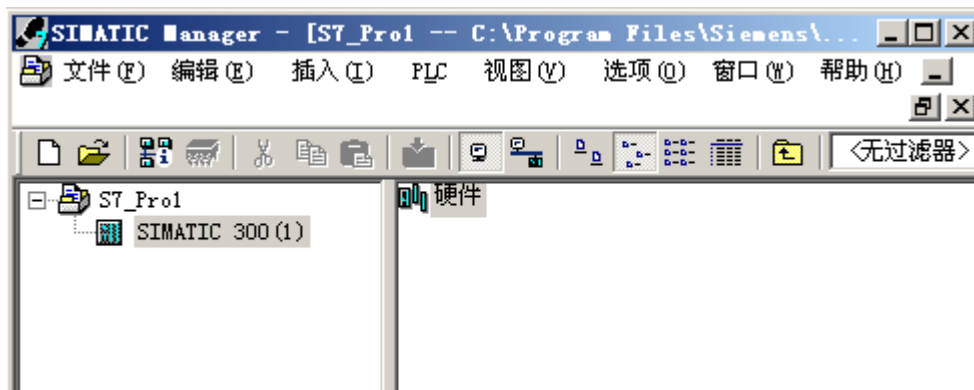 SIMATIC Manager - [S7_Pro1 -- C:\Program Files\Siemens\...
文件(F) 编辑(E) 插入(I) PLC 视图(V) 选项(O) 窗口(W) 帮助(H)
<无过滤器>
S7_Pro1
SIMATIC 300(1)
硬件